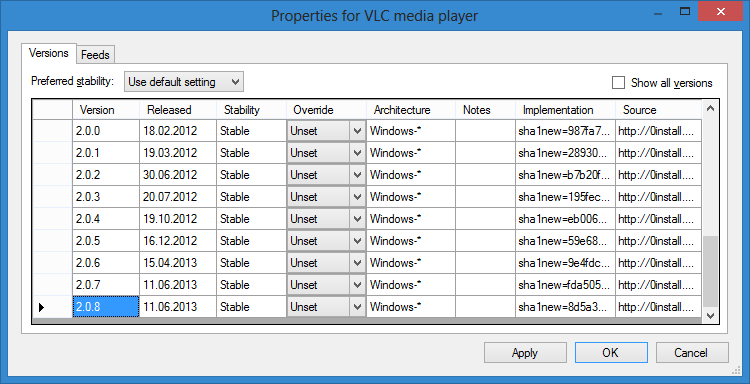 Properties for VLC media player
Versions Feeds
Preferred stability: Use default setting Show all versions
Version Released Stability Override Architecture Notes Implementation Source
2.0.0 18.02.2012 Stable Unset Windows-* sha1new=987fa7... http://0install....
2.0.1 19.03.2012 Stable Unset Windows-* sha1new=28930... http://0install....
2.0.2 30.06.2012 Stable Unset Windows-* sha1new=b7b20f... http://0install....
2.0.3 20.07.2012 Stable Unset Windows-* sha1new=195fec... http://0install....
2.0.4 19.10.2012 Stable Unset Windows-* sha1new=eb006... http://0install....
2.0.5 16.12.2012 Stable Unset Windows-* sha1new=59e68... http://0install....
2.0.6 15.04.2013 Stable Unset Windows-* sha1new=9e4fdc... http://0install....
2.0.7 11.06.2013 Stable Unset Windows-* sha1new=fda505... http://0install....
2.0.8 11.06.2013 Stable Unset Windows-* sha1new=8d5a3... http://0install....
Apply OK Cancel